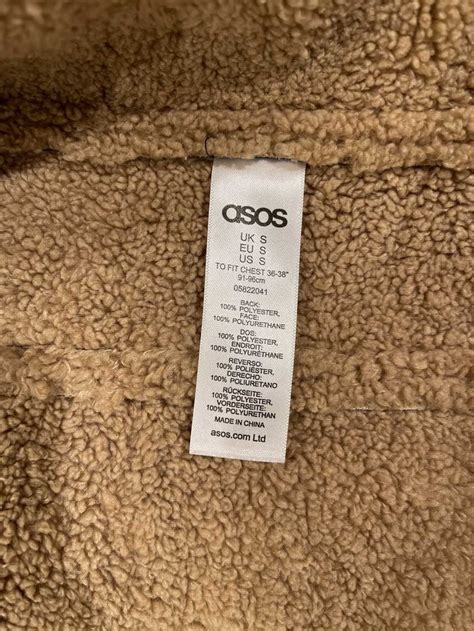 asos
UK S
EU S
US S
TO FIT CHEST 36-38"
91-96cm
05822041
BACK:
100% POLYESTER,
FACE:
100% POLYURETHANE
DOS:
100% POLYESTER,
ENDROIT:
100% POLYURÉTHANE
REVERSO:
100% POLIÉSTER,
DERECHO:
100% POLIURETANO
RÜCKSEITE:
100% POLYESTER,
VORDERSEITE:
100% POLYURETHAN
MADE IN CHINA
asos.com Ltd